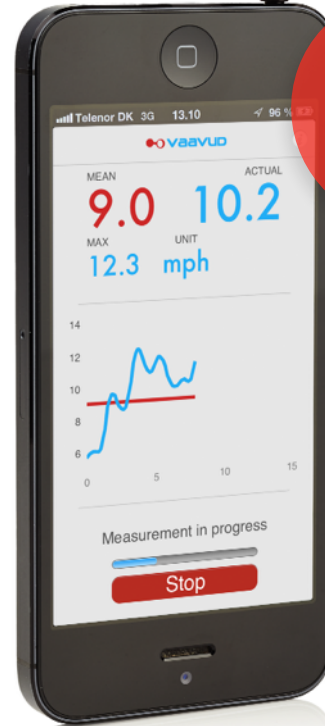 Telenor DK 3G 13.10 96 %
vaavud
MEAN ACTUAL
9.0 10.2
MAX UNIT
12.3 mph
14
12
10
8
6
0 5 10 15
Measurement in progress
Stop